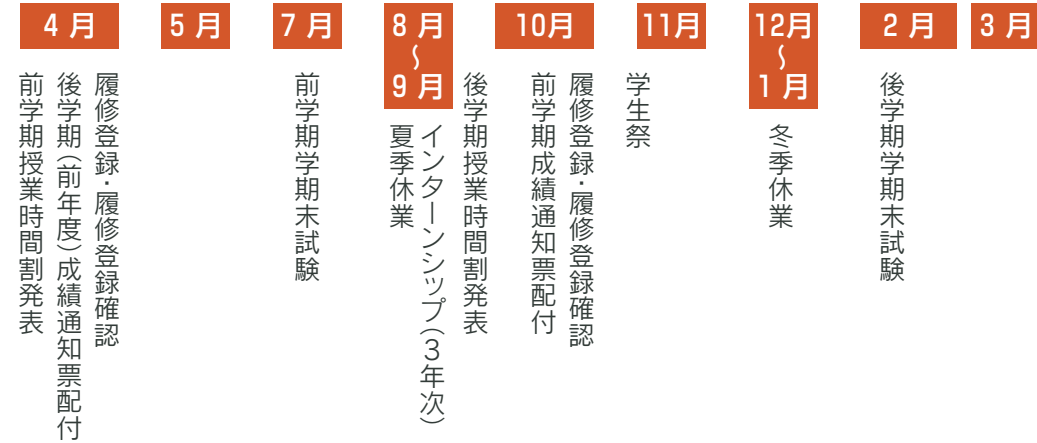 4 月
履修登録・履修登録確認
後学期（前年度）成績通知票配付
前学期授業時間割発表
5 月
7 月
前学期学期末試験
8 月
〜
9 月
インターンシップ（3年次）
夏季休業
10月
履修登録・履修登録確認
前学期成績通知票配付
後学期授業時間割発表
11月
学生祭
12月
〜
1 月
冬季休業
2 月
後学期学期末試験
3 月